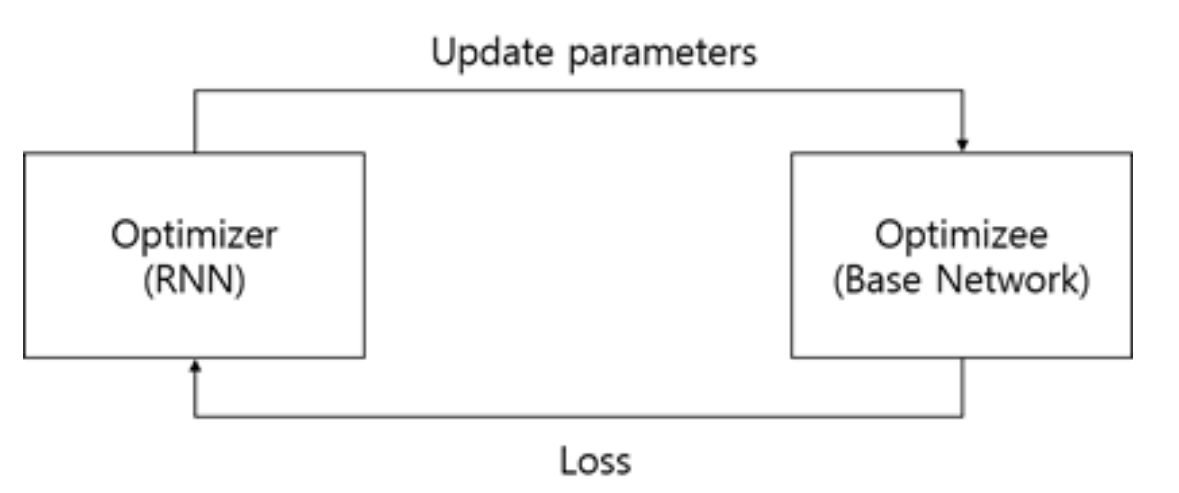 Update parameters
Optimizer
(RNN)
Optimizee
(Base Network)
Loss